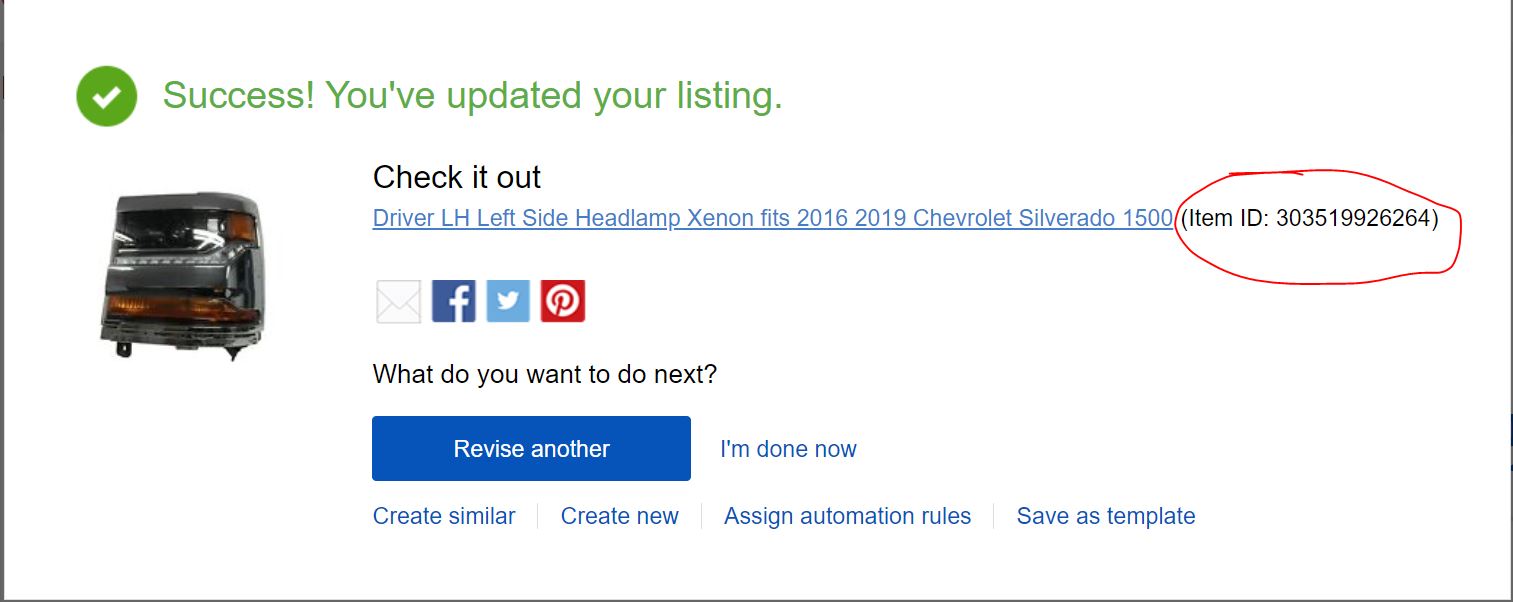 Success! You've updated your listing.
Check it out
Driver LH Left Side Headlamp Xenon fits 2016 2019 Chevrolet Silverado 1500 (Item ID: 303519926264)
What do you want to do next?
Revise another I'm done now
Create similar Create new Assign automation rules Save as template